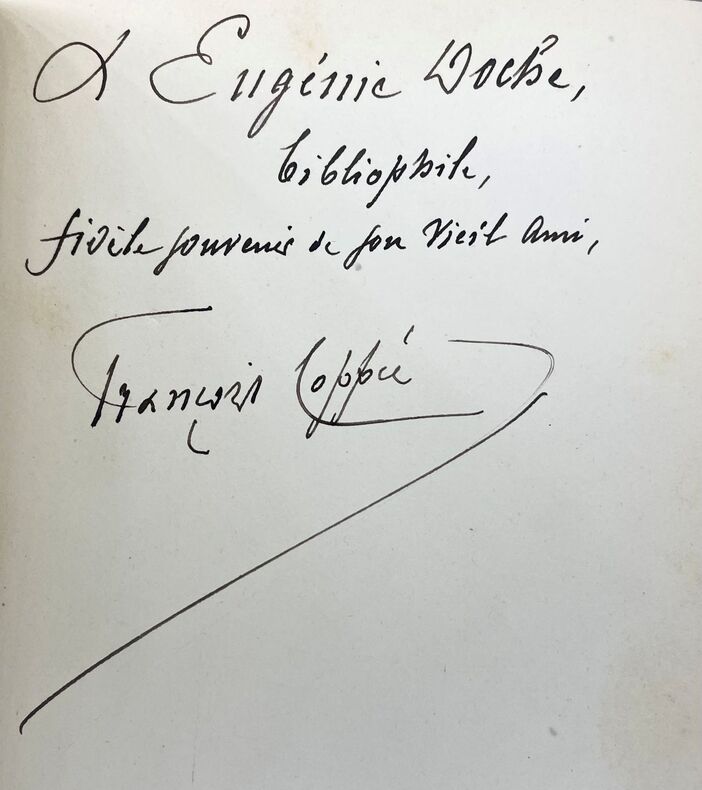 A Eugénie Doche,
bibliophile,
fidèle souvenir de son vieil ami,
François Coppée